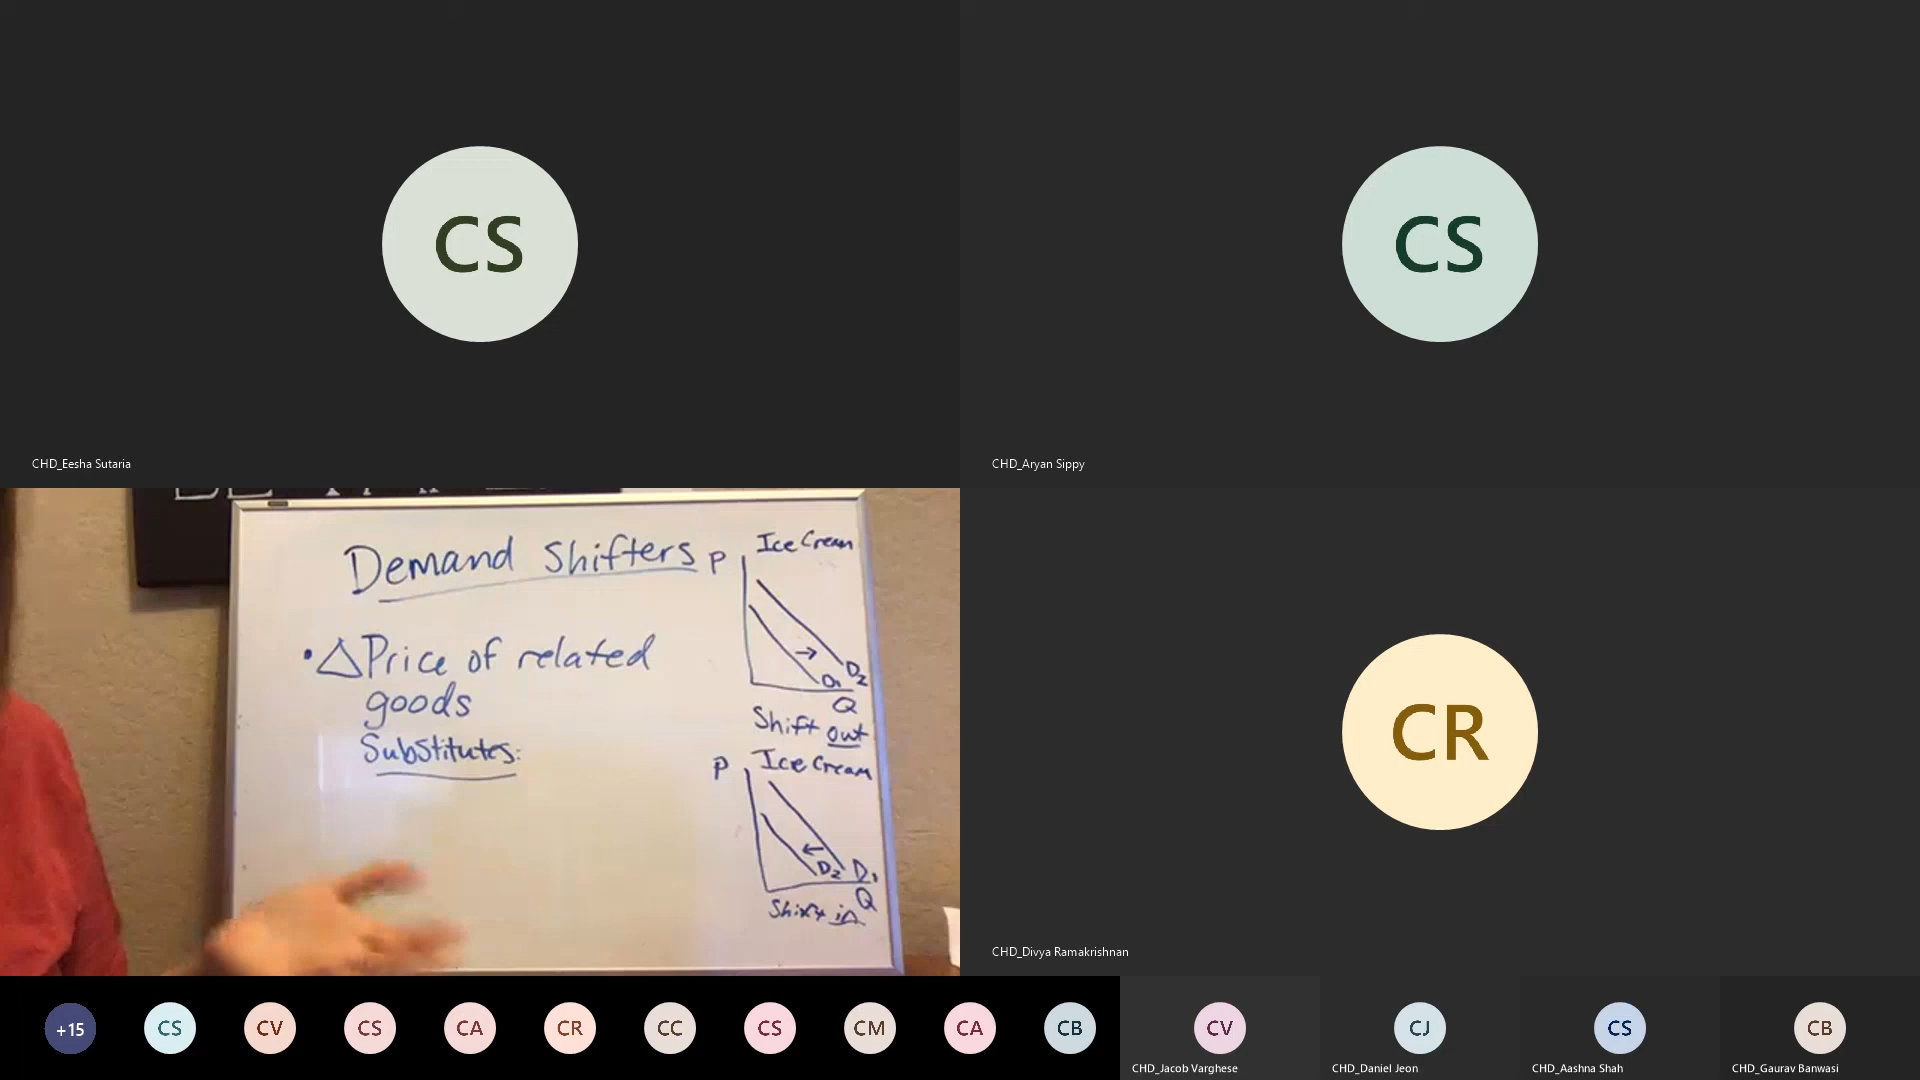 CS
CS
CHD_Eesha Sutaria
CHD_Aryan Sippy
Demand Shifters
• △Price of related
goods
Substitutes:
P
Ice Cream
D₁
D₂
Q
Shift out
P
Ice Cream
D₂
D₁
Q
Shift in
CR
CHD_Divya Ramakrishnan
+15
CS
CV
CS
CA
CR
CC
CS
CM
CA
CB
CV
CHD_Jacob Varghese
CJ
CHD_Daniel Jeon
CS
CHD_Aashna Shah
CB
CHD_Gaurav Banwasi